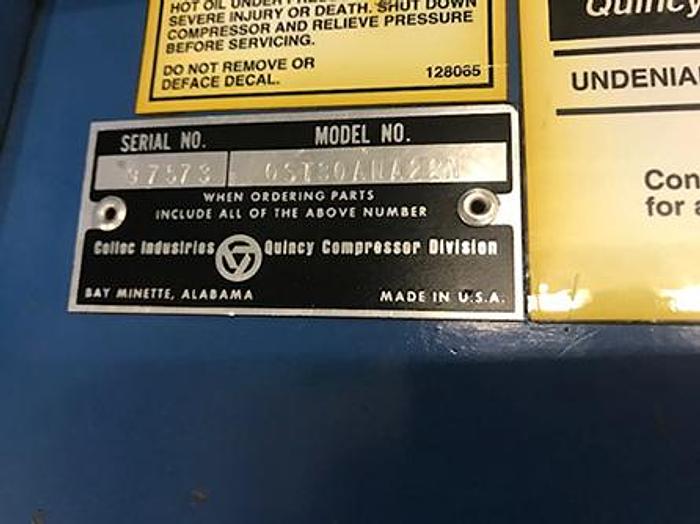 HOT OIL UNDER
SEVERE INJURY OR DEATH. SHUT DOWN
COMPRESSOR AND RELIEVE PRESSURE
BEFORE SERVICING.
DO NOT REMOVE OR
DEFACE DECAL.
128065
SERIAL NO.
MODEL NO.
97573
WHEN ORDERING PARTS
INCLUDE ALL OF THE ABOVE NUMBER
Coltec Industries
Quincy Compressor Division
BAY MINETTE, ALABAMA
MADE IN U.S.A.
Quincy
UNDENIA
Con
for a